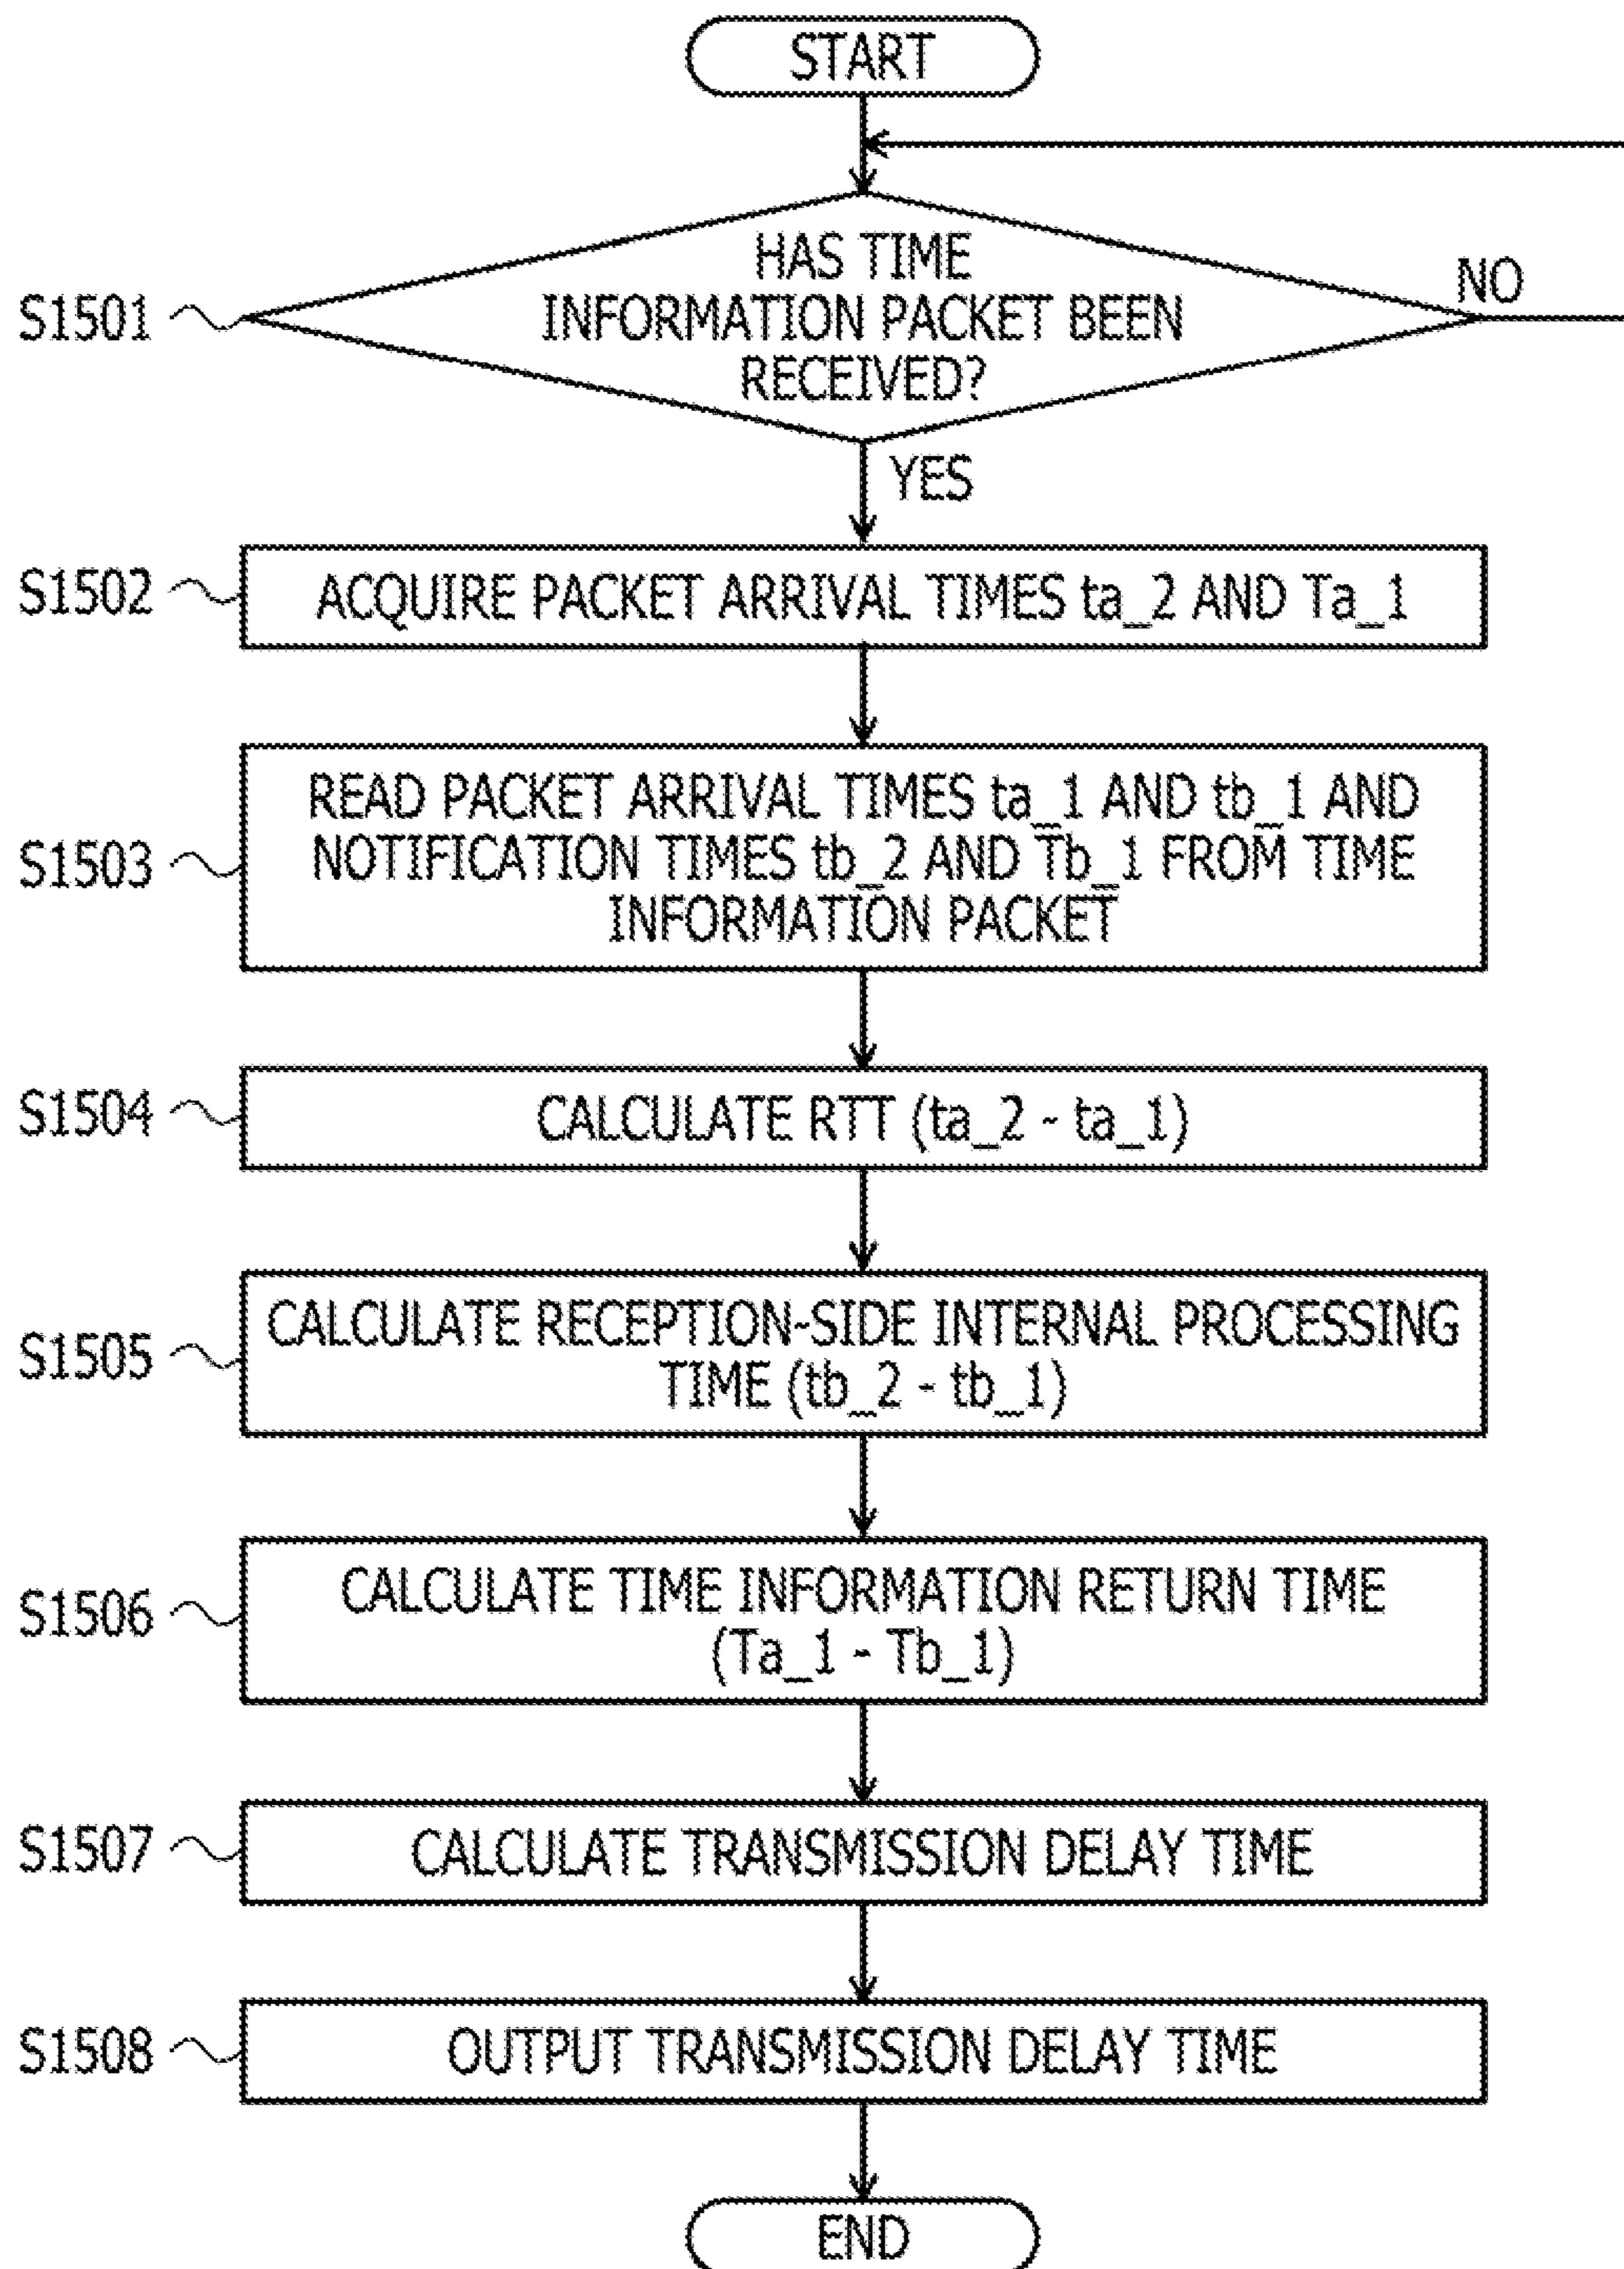 START
HAS TIME
INFORMATION PACKET BEEN
RECEIVED?
NO
S1501
YES
S1502
ACQUIRE PACKET ARRIVAL TIMES ta_2 AND Ta_1
READ PACKET ARRIVAL TIMES ta_1 AND tb_1 AND
S1503
NOTIFICATION TIMES tb_2 AND Tb_1 FROM TIME
INFORMATION PACKET
S1504
CALCULATE RTT (ta_2 - ta_1)
CALCULATE RECEPTION-SIDE INTERNAL PROCESSING
S1505
TIME (tb_2 - tb_1)
CALCULATE TIME INFORMATION RETURN TIME
S1506
(Ta_1 - Tb_1)
S1507
CALCULATE TRANSMISSION DELAY TIME
S1508
OUTPUT TRANSMISSION DELAY TIME
END